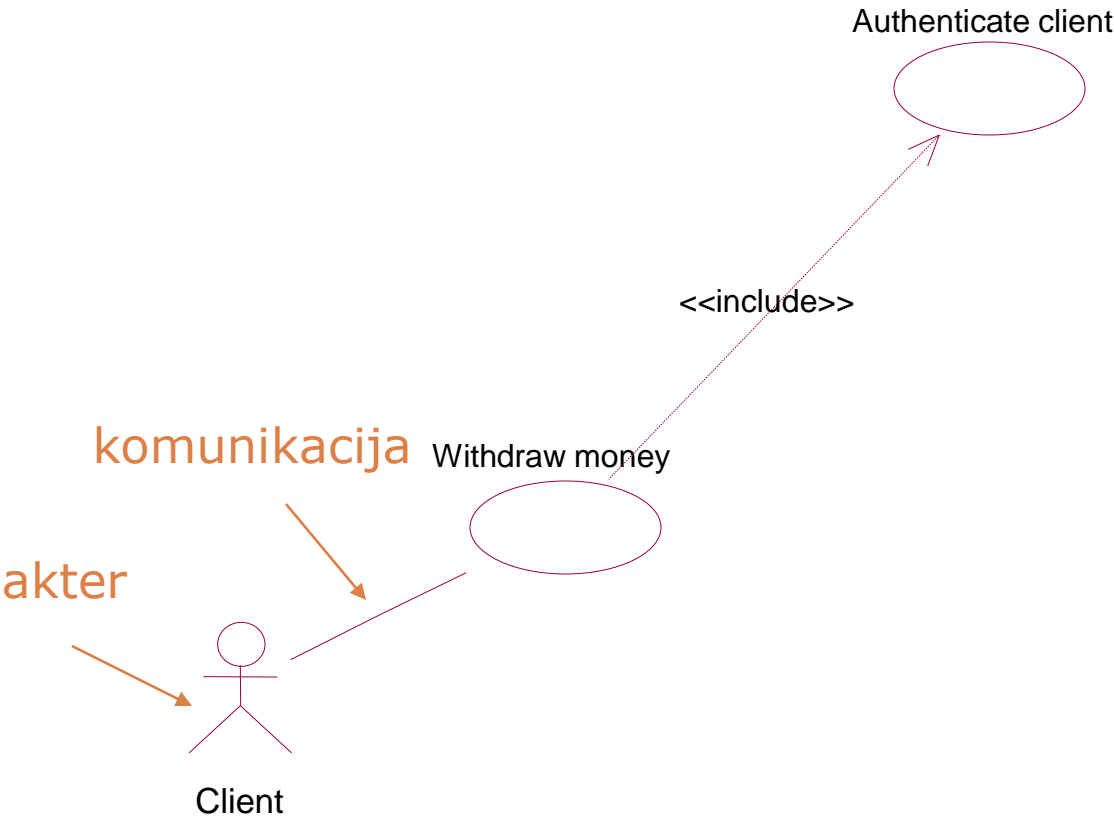 Authenticate client
<<include>>
komunikacija
Withdraw money
akter
Client